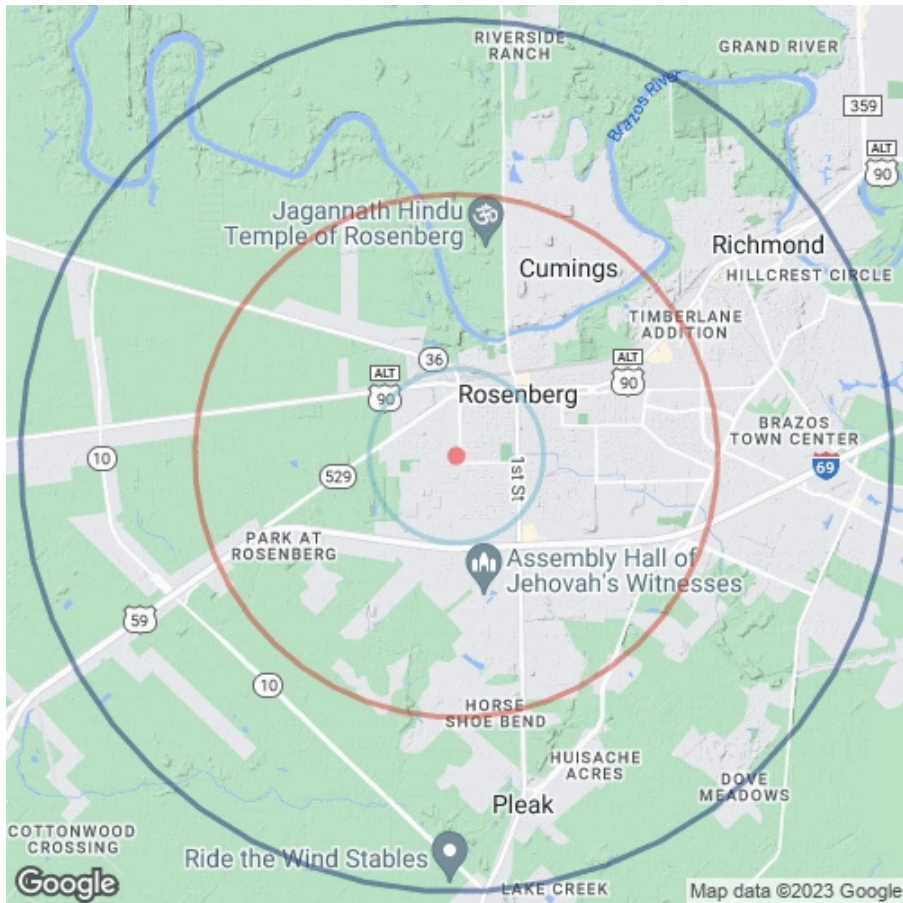 RIVERSIDE
RANCH
GRAND RIVER
Brazos River
359
ALT
90
Jagannath Hindu
Temple of Rosenberg
Richmond
Cumings
HILLCREST CIRCLE
TIMBERLANE
ADDITION
36
ALT
90
ALT
90
Rosenberg
BRAZOS
TOWN CENTER
10
529
1st St
69
PARK AT
ROSENBERG
Assembly Hall of
Jehovah's Witnesses
59
10
HORSE
SHOE BEND
HUISACHE
ACRES
DOVE
MEADOWS
Pleak
COTTONWOOD
CROSSING
Ride the Wind Stables
Google
LAKE CREEK
Map data ©2023 Google